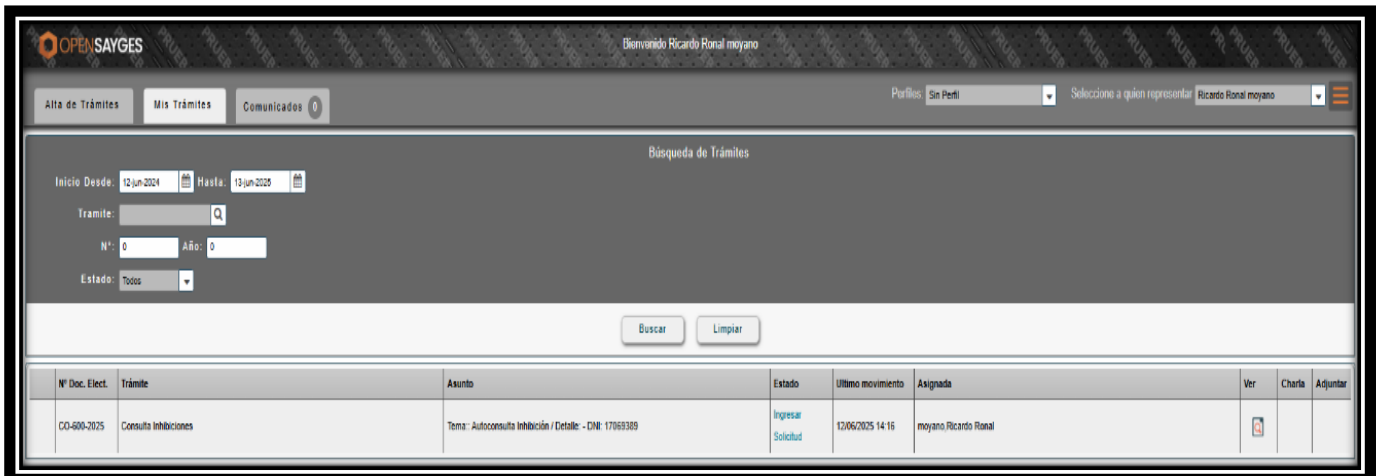 OPENSAYGES
Bienvenido Ricardo Ronal moyano
Alta de Trámites
Mis Trámites
Comunicados 0
Perfiles: Sin Perfil
Seleccione a quien representar Ricardo Ronal moyano
Búsqueda de Trámites
Inicio Desde: 12-jun-2024 Hasta: 13-jun-2025
Tramite:
N°: 0 Año: 0
Estado: Todos
Buscar Limpiar
N° Doc. Elect. Trámite Asunto Estado Ultimo movimiento Asignada Ver Charla Adjuntar
CO-600-2025 Consulta Inhibiciones Tema:: Autoconsulta Inhibición / Detalle: - DNI: 17069389 Ingresar 12/06/2025 14:16 moyano,Ricardo Ronal
Solicitud